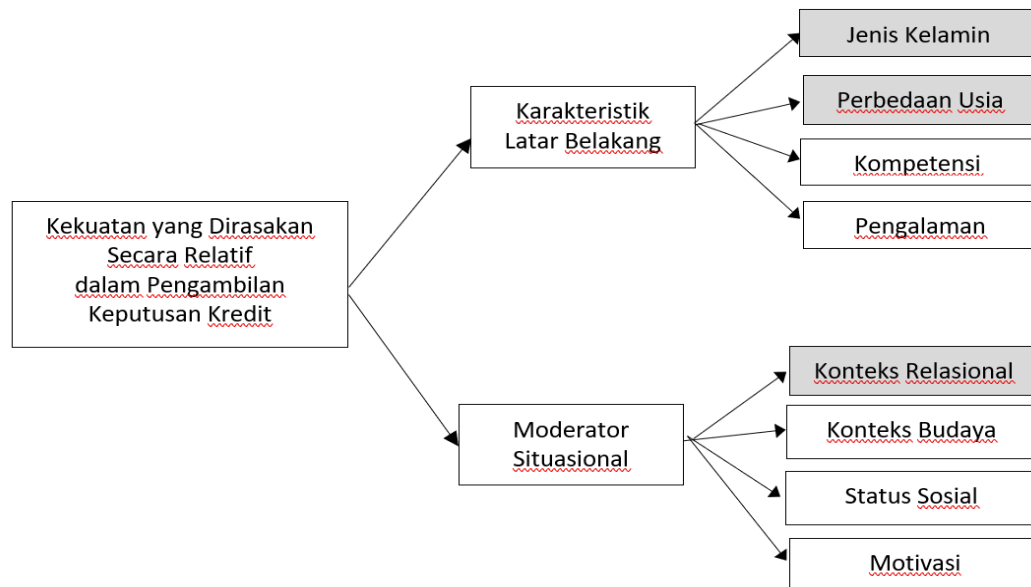 Kekuatan yang Dirasakan
Secara Relatif
dalam Pengambilan
Keputusan Kredit
Karakteristik
Latar Belakang
Jenis Kelamin
Perbedaan Usia
Kompetensi
Pengalaman
Moderator
Situasional
Konteks Relasional
Konteks Budaya
Status Sosial
Motivasi